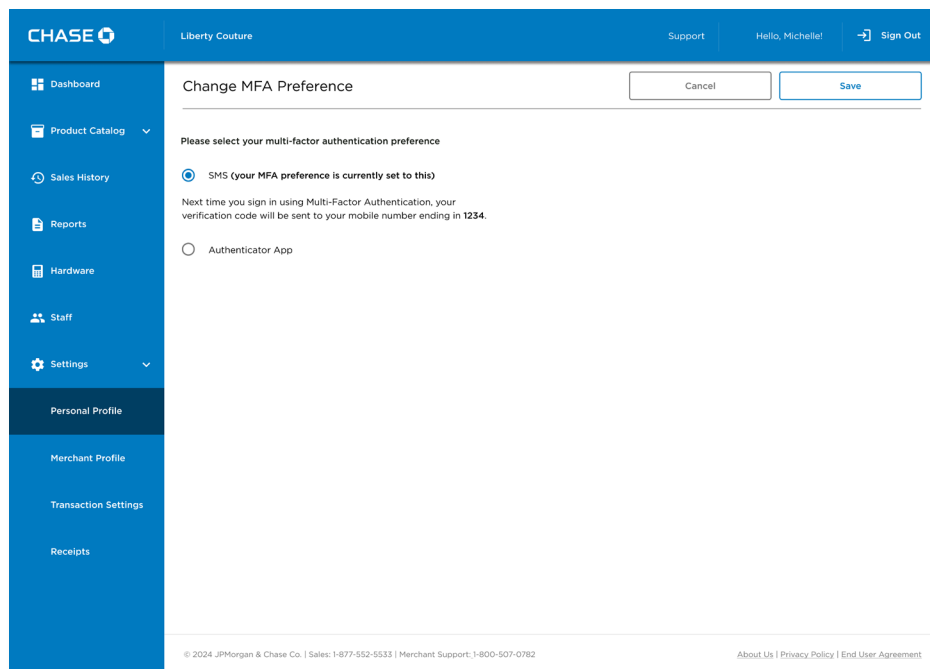 CHASE
Liberty Couture
Support
Hello, Michelle!
Sign Out
Dashboard
Product Catalog
Sales History
Reports
Hardware
Staff
Settings
Personal Profile
Merchant Profile
Transaction Settings
Receipts
Change MFA Preference
Cancel
Save
Please select your multi-factor authentication preference
SMS (your MFA preference is currently set to this)
Next time you sign in using Multi-Factor Authentication, your
verification code will be sent to your mobile number ending in 1234.
Authenticator App
© 2024 JPMorgan & Chase Co. | Sales: 1-877-552-5533 | Merchant Support: 1-800-507-0782
About Us | Privacy Policy | End User Agreement